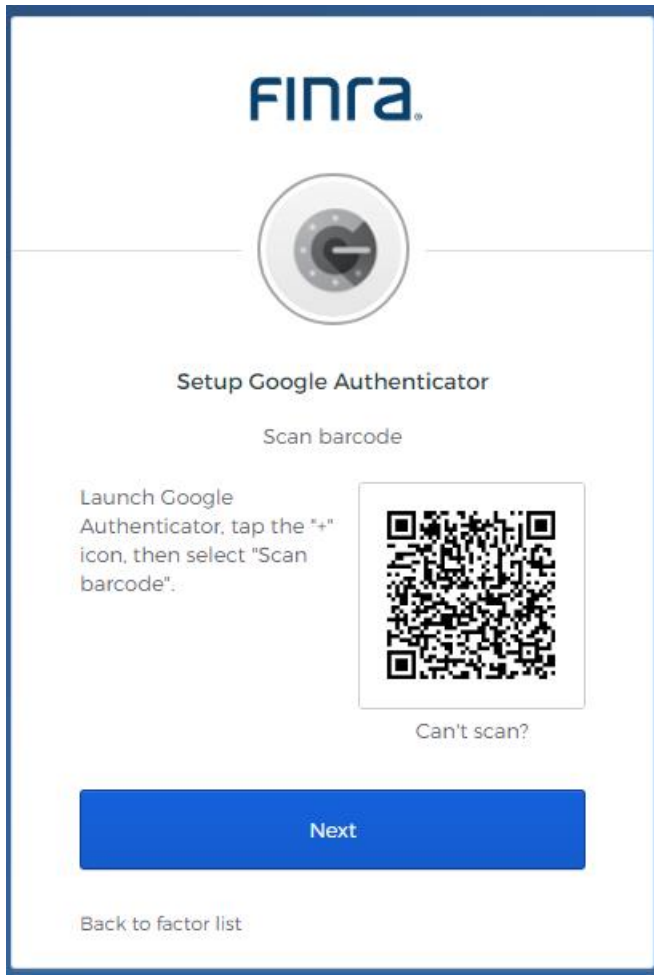 FINra®
Setup Google Authenticator
Scan barcode
Launch Google
Authenticator, tap the "+"
icon, then select "Scan
barcode".
Can't scan?
Next
Back to factor list